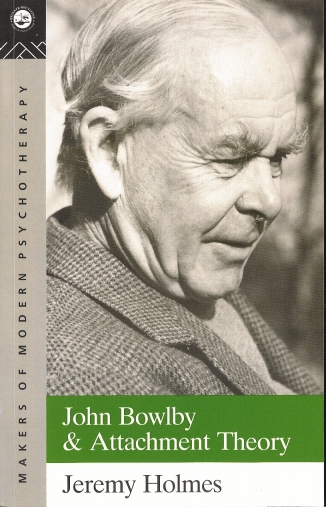 MAKERS OF MODERN PSYCHOTHERAPY
John Bowlby
& Attachment Theory
Jeremy Holmes